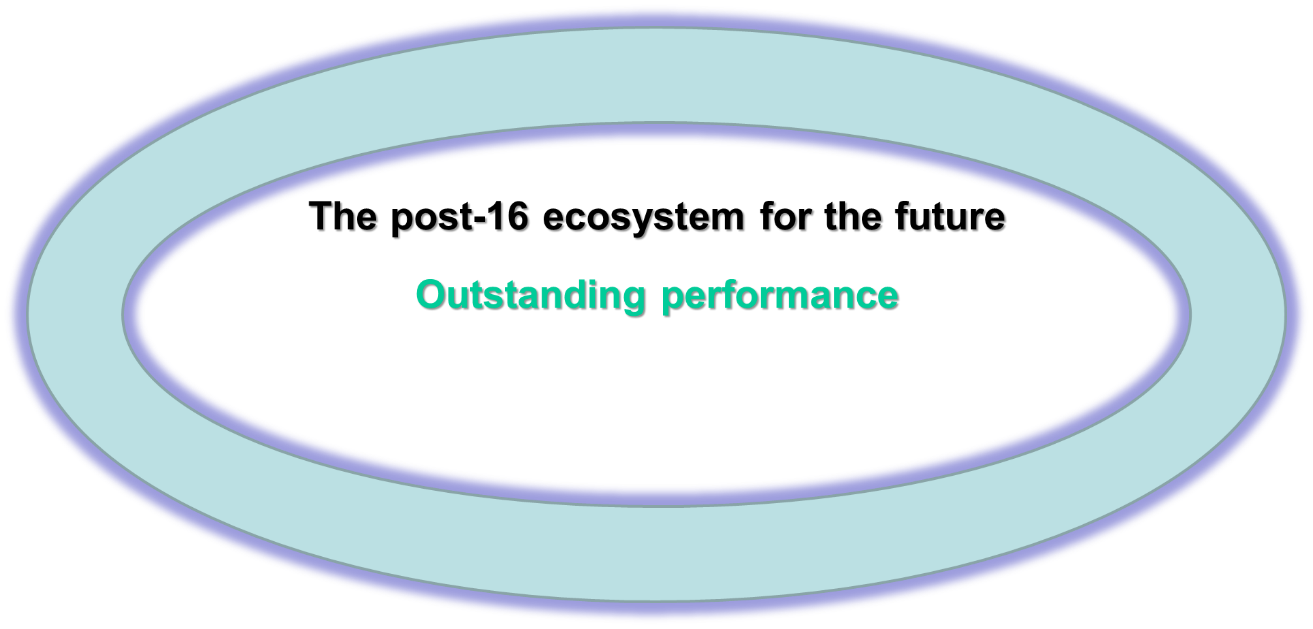 The post-16 ecosystem for the future
Outstanding performance